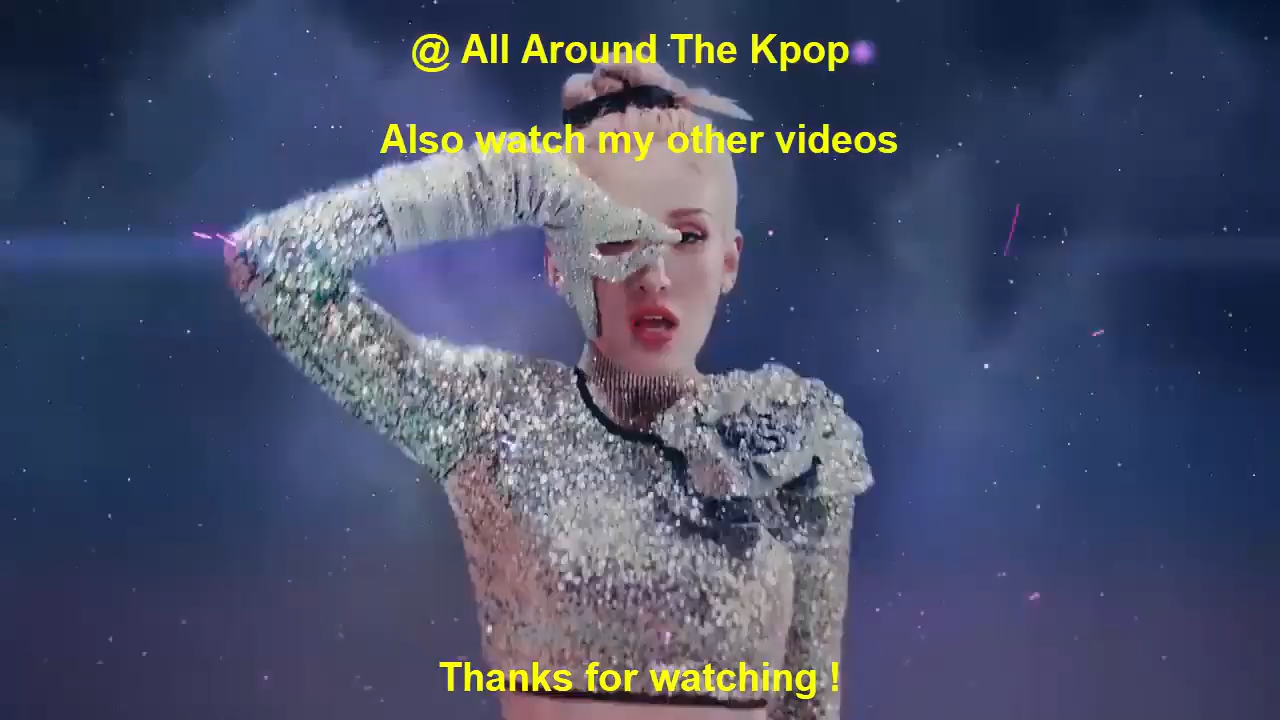 @ All Around The Kpop
Also watch my other videos
Thanks for watching !